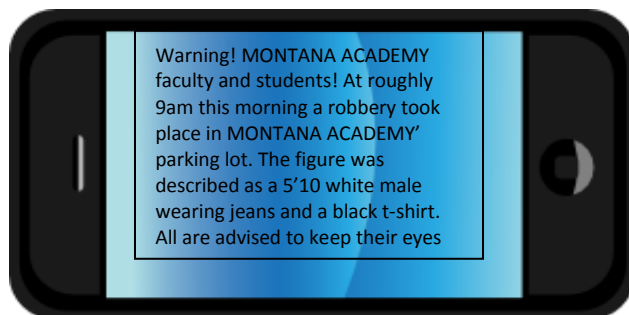 Warning! MONTANA ACADEMY
faculty and students! At roughly
9am this morning a robbery took
place in MONTANA ACADEMY’
parking lot. The figure was
described as a 5’10 white male
wearing jeans and a black t-shirt.
All are advised to keep their eyes